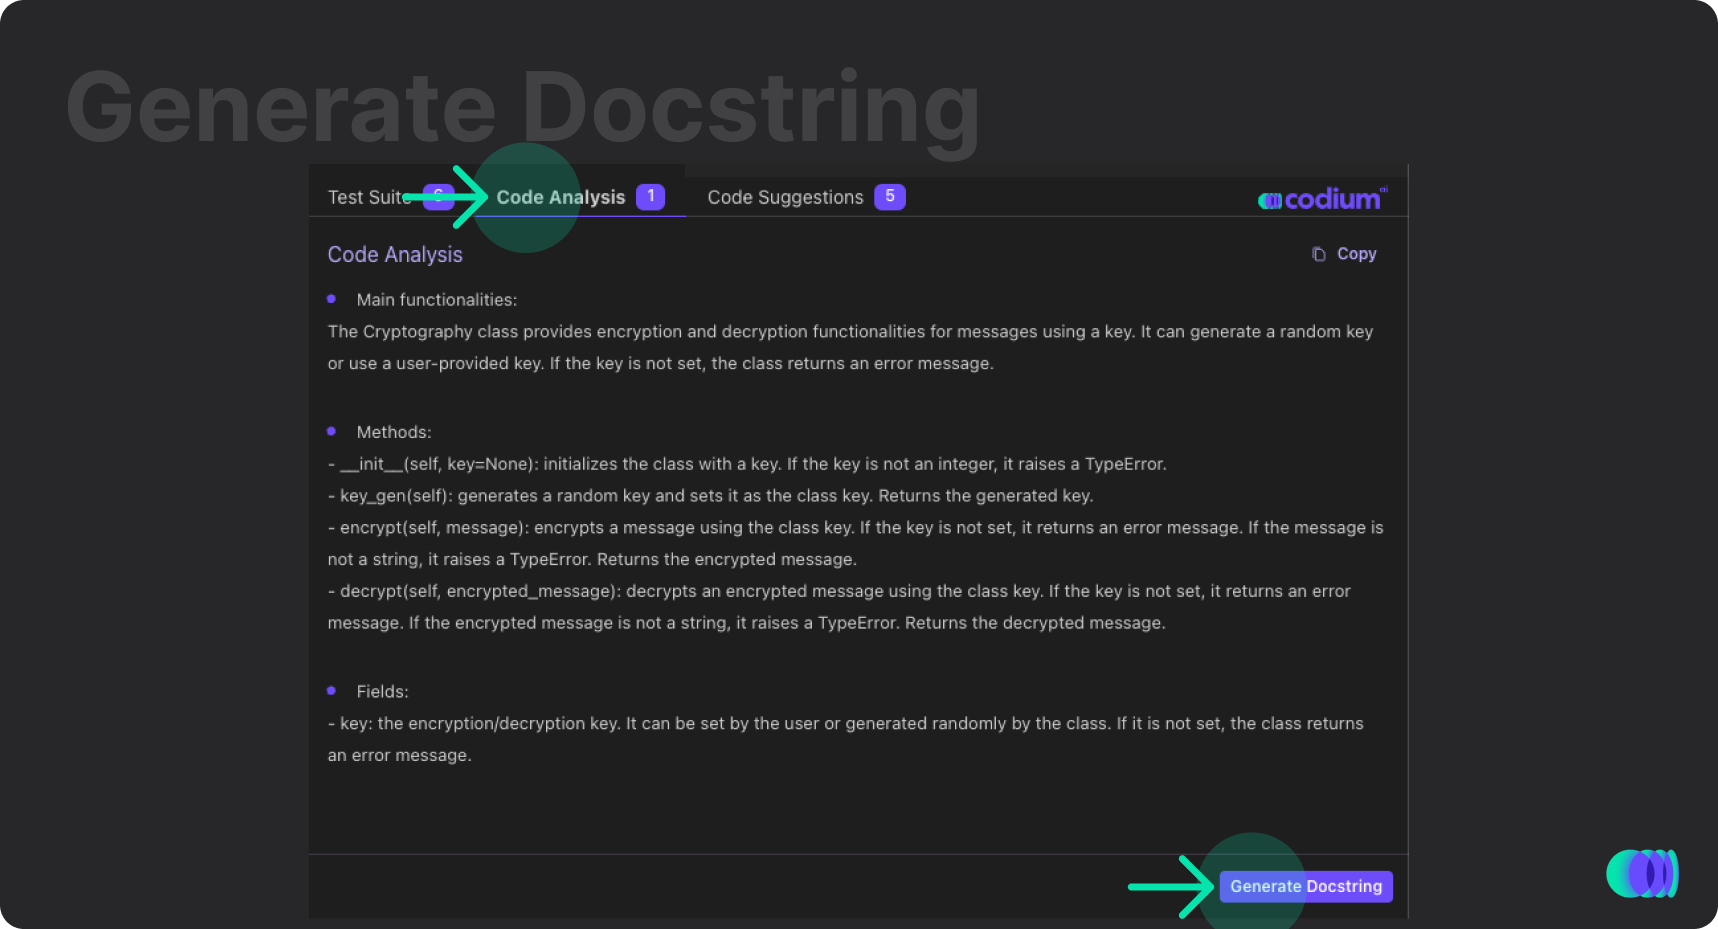 Generate Docstring
Test Suite 6 Code Analysis 1 Code Suggestions 5 codium ai
Code Analysis Copy
Main functionalities:
The Cryptography class provides encryption and decryption functionalities for messages using a key. It can generate a random key
or use a user-provided key. If the key is not set, the class returns an error message.
Methods:
- __init__(self, key=None): initializes the class with a key. If the key is not an integer, it raises a TypeError.
- key_gen(self): generates a random key and sets it as the class key. Returns the generated key.
- encrypt(self, message): encrypts a message using the class key. If the key is not set, it returns an error message. If the message is
not a string, it raises a TypeError. Returns the encrypted message.
- decrypt(self, encrypted_message): decrypts an encrypted message using the class key. If the key is not set, it returns an error
message. If the encrypted message is not a string, it raises a TypeError. Returns the decrypted message.
Fields:
- key: the encryption/decryption key. It can be set by the user or generated randomly by the class. If it is not set, the class returns
an error message.
Generate Docstring